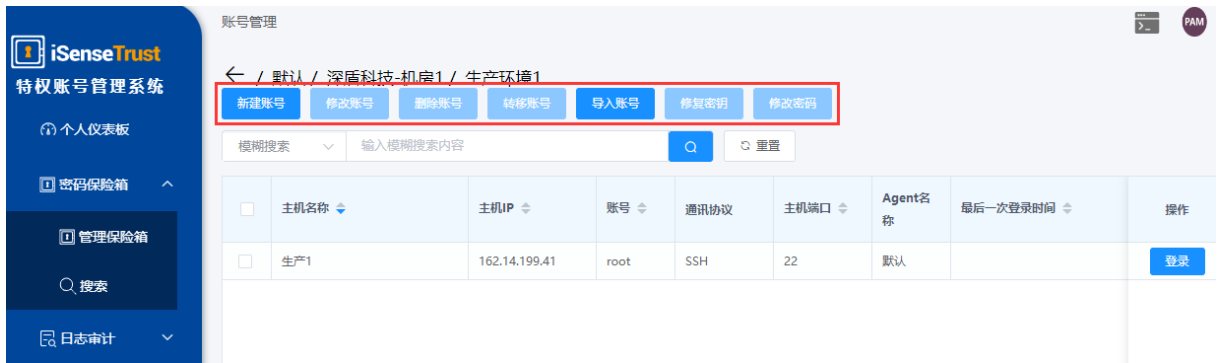 账号管理
PAM
iSenseTrust
特权账号管理系统
← / 默认 / 深盾科技-机房1 / 生产环境1
新建账号 修改账号 删除账号 转移账号 导入账号 修复密钥 修改密码
个人仪表板
模糊搜索 输入模糊搜索内容 重置
密码保险箱
主机名称 主机IP 账号 通讯协议 主机端口 Agent名称 最后一次登录时间 操作
管理保险箱
生产1 162.14.199.41 root SSH 22 默认 登录
搜索
日志审计